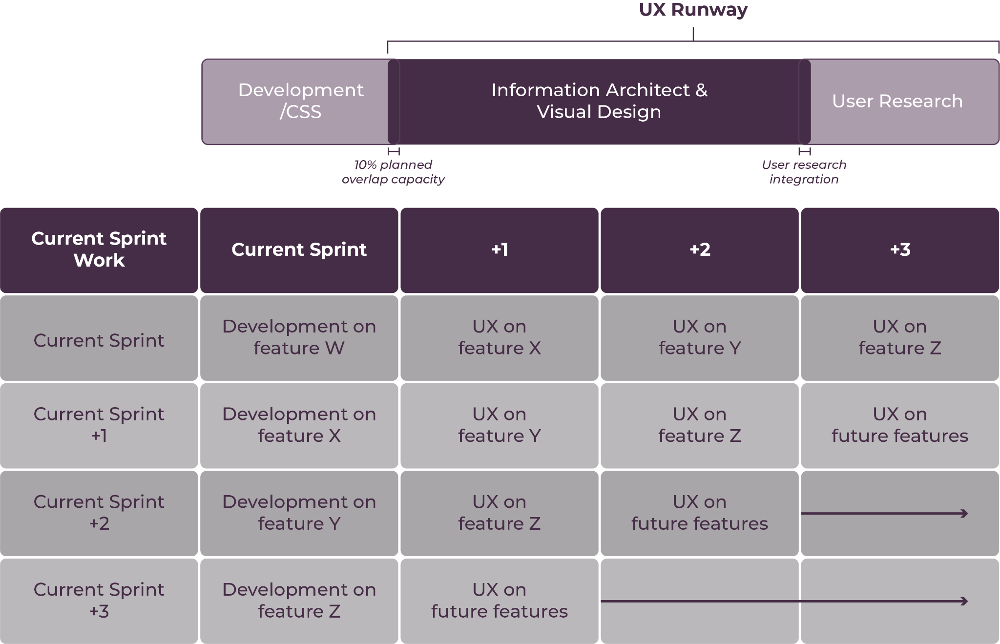 UX Runway
Development
/CSS
Information Architect &
Visual Design
User Research
10% planned
overlap capacity
User research
integration
Current Sprint
Work
Current Sprint
+1
+2
+3
Current Sprint
Development on
feature W
UX on
feature X
UX on
feature Y
UX on
feature Z
Current Sprint
+1
Development on
feature X
UX on
feature Y
UX on
feature Z
UX on
future features
Current Sprint
+2
Development on
feature Y
UX on
feature Z
UX on
future features
Current Sprint
+3
Development on
feature Z
UX on
future features